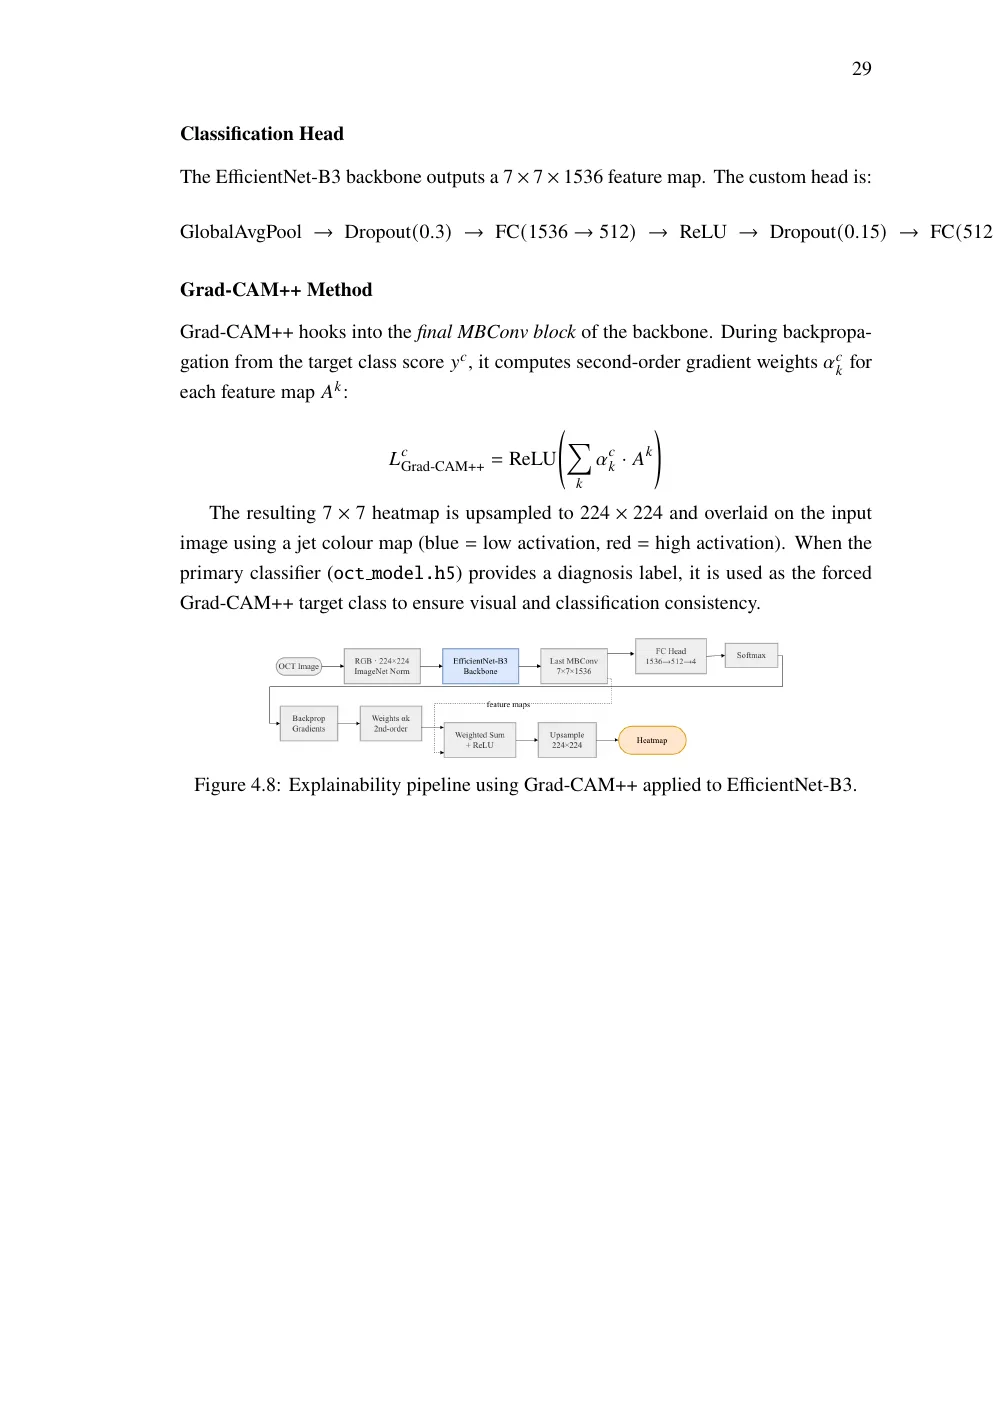 29
Classification Head
The EfficientNet-B3 backbone outputs a 7 × 7 × 1536 feature map. The custom head is:
GlobalAvgPool → Dropout(0.3) → FC(1536 → 512) → ReLU → Dropout(0.15) → FC(512
Grad-CAM++ Method
Grad-CAM++ hooks into the final MBConv block of the backbone. During backpropa-
gation from the target class score y^c, it computes second-order gradient weights α_k^c for
each feature map A^k:
L^c_Grad-CAM++ = ReLU(∑_k α_k^c · A^k)
The resulting 7 × 7 heatmap is upsampled to 224 × 224 and overlaid on the input
image using a jet colour map (blue = low activation, red = high activation). When the
primary classifier (oct_model.h5) provides a diagnosis label, it is used as the forced
Grad-CAM++ target class to ensure visual and classification consistency.
OCT Image
RGB · 224×224
ImageNet Norm
EfficientNet-B3
Backbone
Last MBConv
7×7×1536
FC Head
1536→512→4
Softmax
feature maps
Backprop
Gradients
Weights αk
2nd-order
Weighted Sum
+ ReLU
Upsample
224×224
Heatmap
Figure 4.8: Explainability pipeline using Grad-CAM++ applied to EfficientNet-B3.